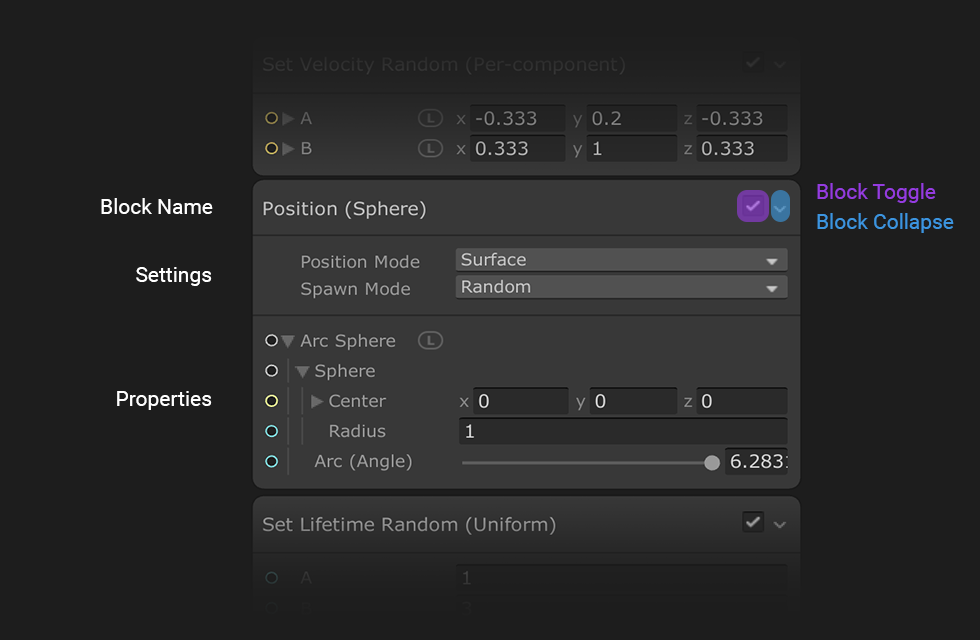 Set Velocity Random (Per-component)
A L x -0.333 y 0.2 z -0.333
B L x 0.333 y 1 z 0.333
Block Name
Position (Sphere)
Block Toggle
Block Collapse
Settings
Position Mode Surface
Spawn Mode Random
Properties
Arc Sphere L
Sphere
Center x 0 y 0 z 0
Radius 1
Arc (Angle) 6.283
Set Lifetime Random (Uniform)
A 1